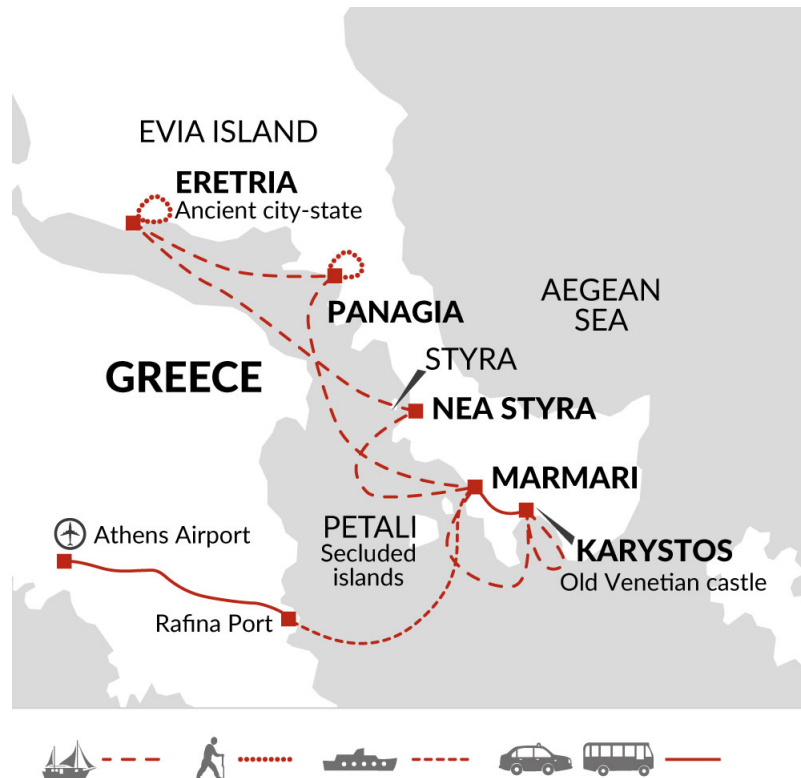 EVIA ISLAND
ERETRIA
Ancient city-state
PANAGIA
AEGEAN
SEA
STYRA
GREECE
NEA STYRA
MARMARI
PETALI
Secluded
islands
KARYSTOS
Old Venetian castle
Athens Airport
Rafina Port